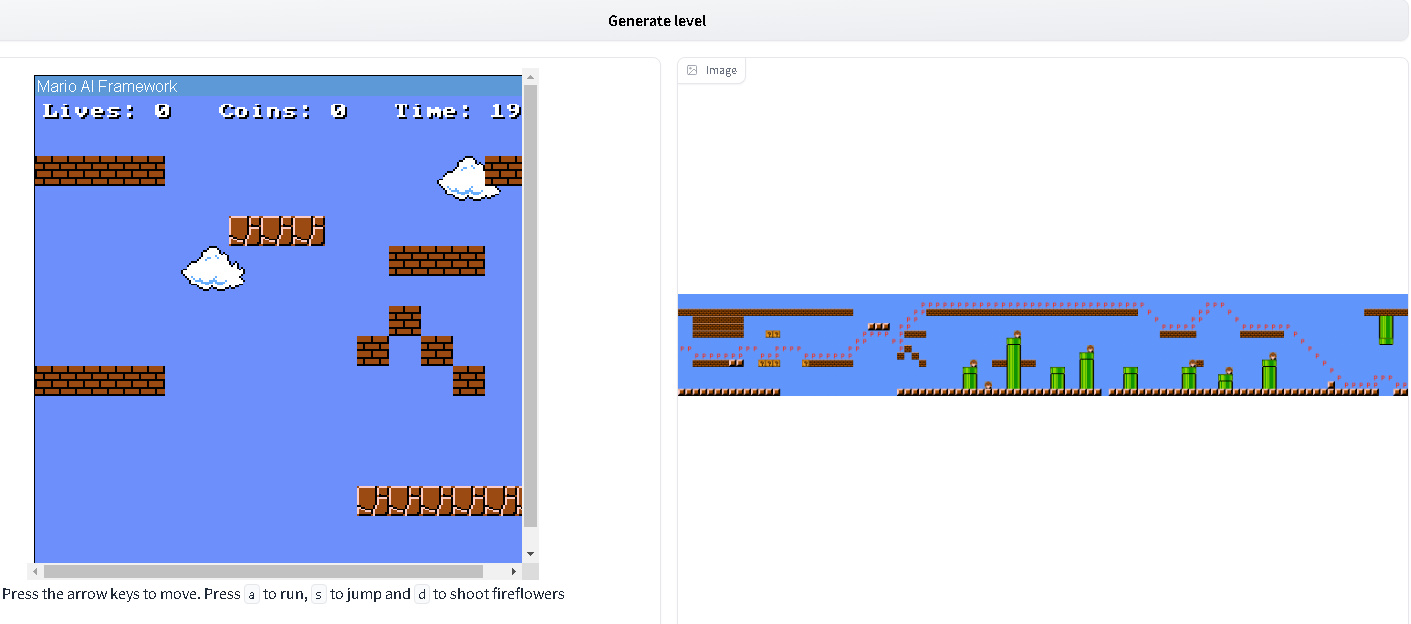 Generate level
Mario AI Framework
Lives: 0 Coins: 0 Time: 19
Press the arrow keys to move. Press a to run, s to jump and d to shoot fireflowers
Image